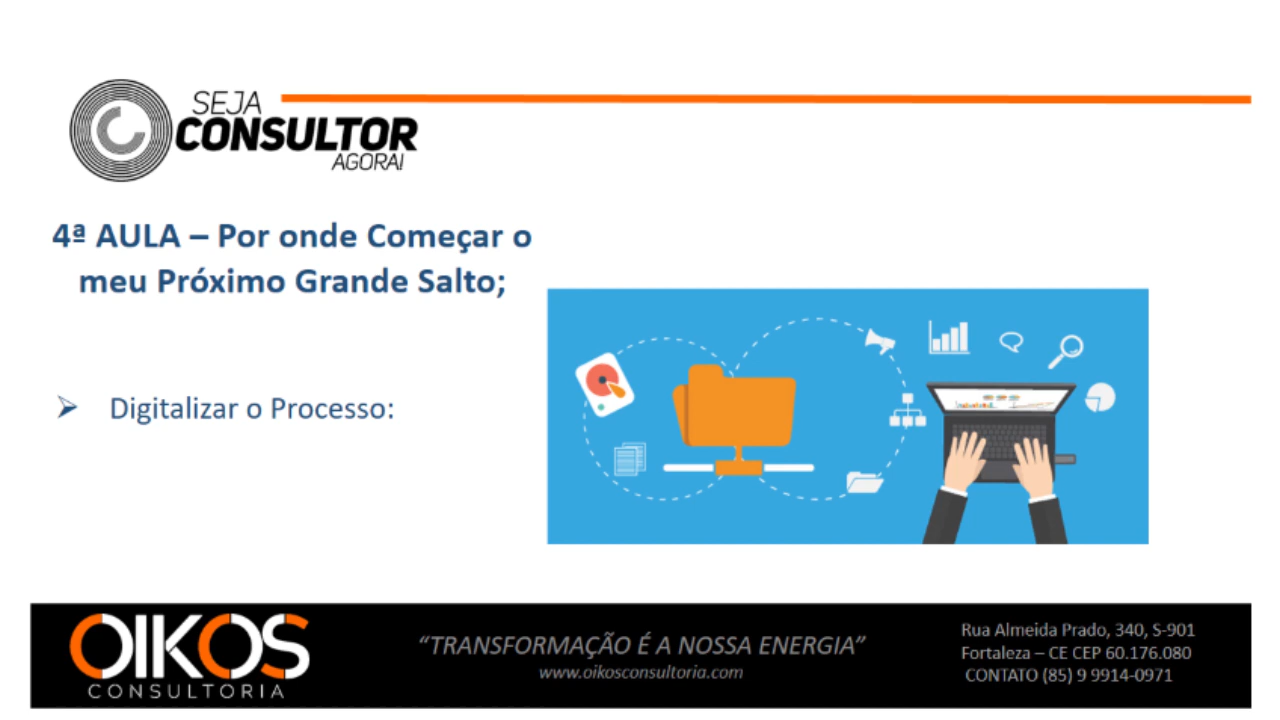 SEJA
CONSULTOR
AGORA!
4ª AULA – Por onde Começar o
meu Próximo Grande Salto;
➢ Digitalizar o Processo:
OIKOS
CONSULTORIA
“TRANSFORMAÇÃO É A NOSSA ENERGIA”
www.oikosconsultoria.com
Rua Almeida Prado, 340, S-901
Fortaleza – CE CEP 60.176.080
CONTATO (85) 9 9914-0971